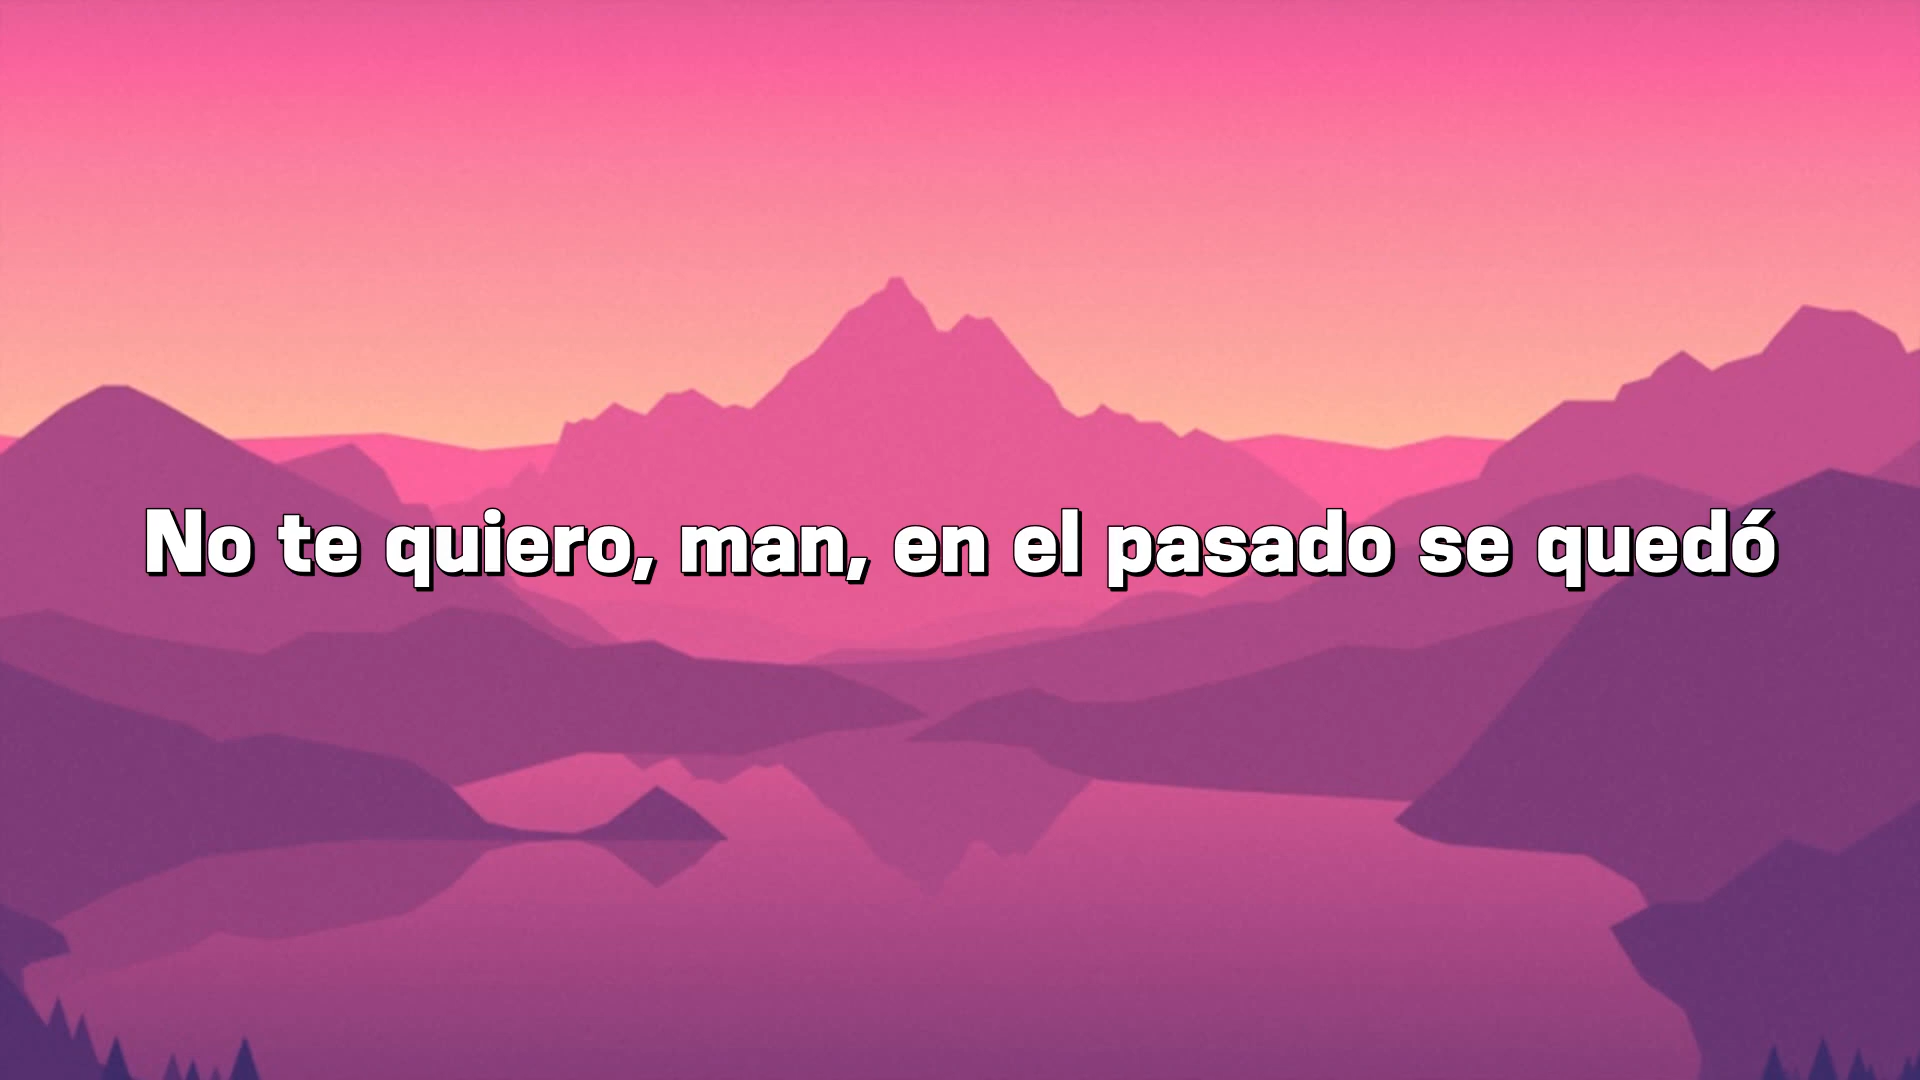 No te quiero, man, en el pasado se quedó